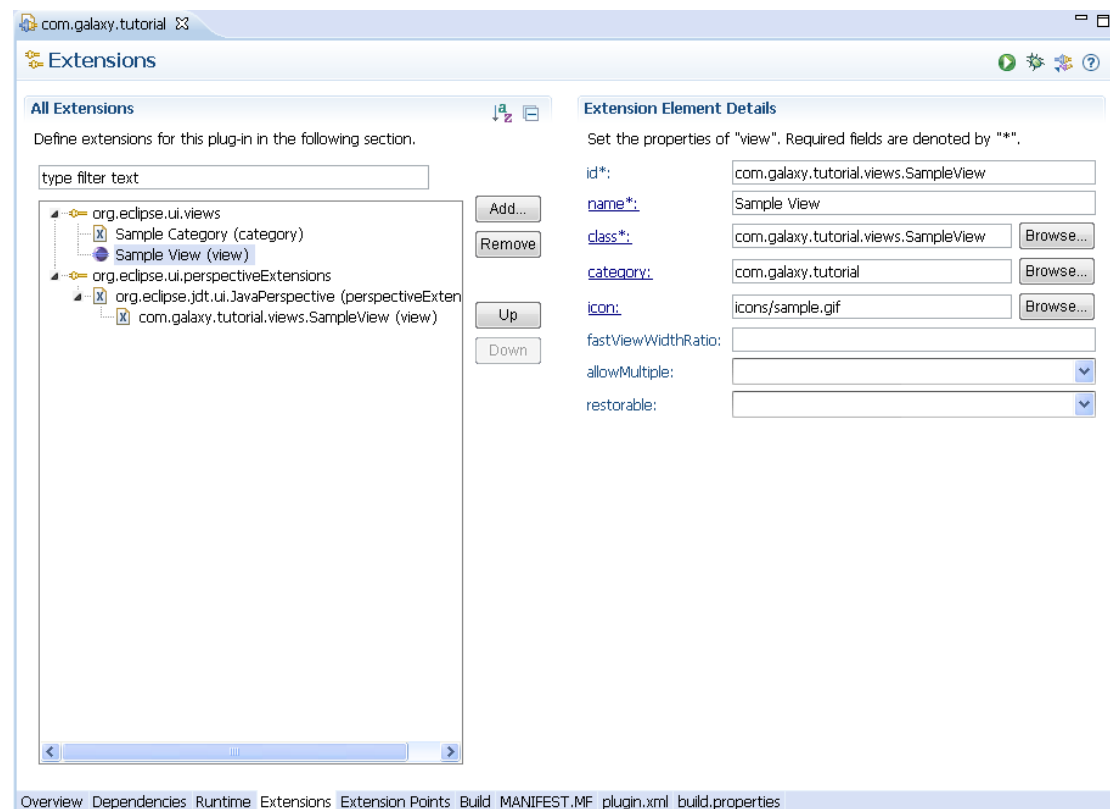 com.galaxy.tutorial
Extensions
All Extensions
Define extensions for this plug-in in the following section.
type filter text
org.eclipse.ui.views
Sample Category (category)
Sample View (view)
org.eclipse.ui.perspectiveExtensions
org.eclipse.jdt.ui.JavaPerspective (perspectiveExten
com.galaxy.tutorial.views.SampleView (view)
Add...
Remove
Up
Down
Extension Element Details
Set the properties of "view". Required fields are denoted by "*".
id*: com.galaxy.tutorial.views.SampleView
name*: Sample View
class*: com.galaxy.tutorial.views.SampleView Browse...
category: com.galaxy.tutorial Browse...
icon: icons/sample.gif Browse...
fastViewWidthRatio:
allowMultiple:
restorable:
Overview Dependencies Runtime Extensions Extension Points Build MANIFEST.MF plugin.xml build.properties